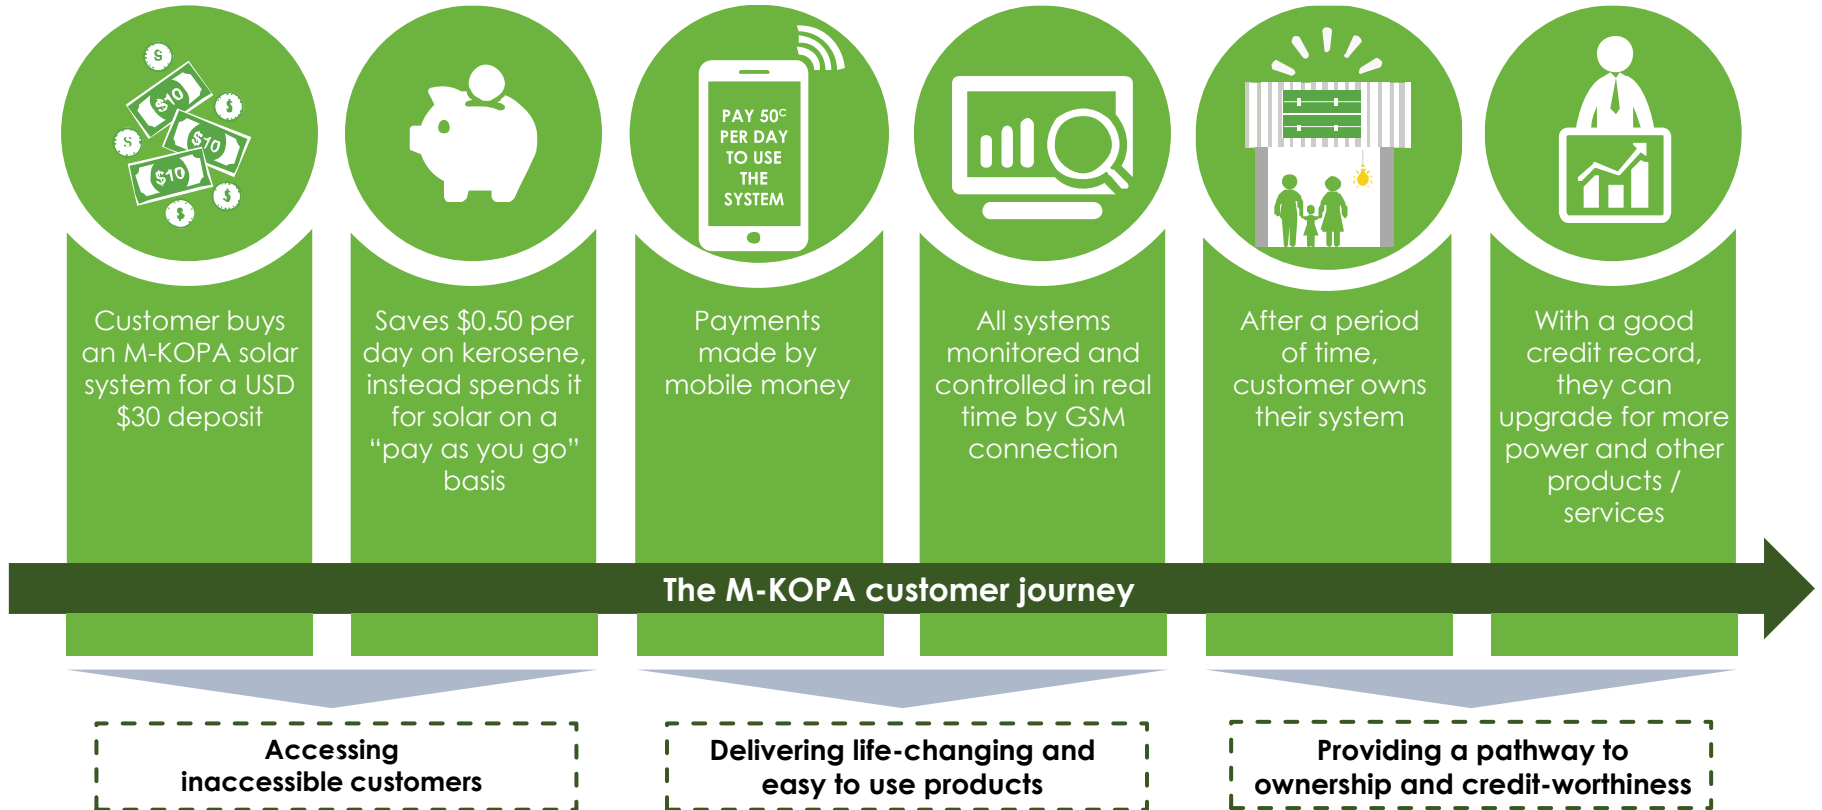 $
$10
$
$10
$
$10
$
$
PAY 50ᶜ
PER DAY
TO USE
THE
SYSTEM
Customer buys
an M-KOPA solar
system for a USD
$30 deposit
Saves $0.50 per
day on kerosene,
instead spends it
for solar on a
“pay as you go”
basis
Payments
made by
mobile money
All systems
monitored and
controlled in real
time by GSM
connection
After a period
of time,
customer owns
their system
With a good
credit record,
they can
upgrade for more
power and other
products /
services
The M-KOPA customer journey
Accessing
inaccessible customers
Delivering life-changing and
easy to use products
Providing a pathway to
ownership and credit-worthiness